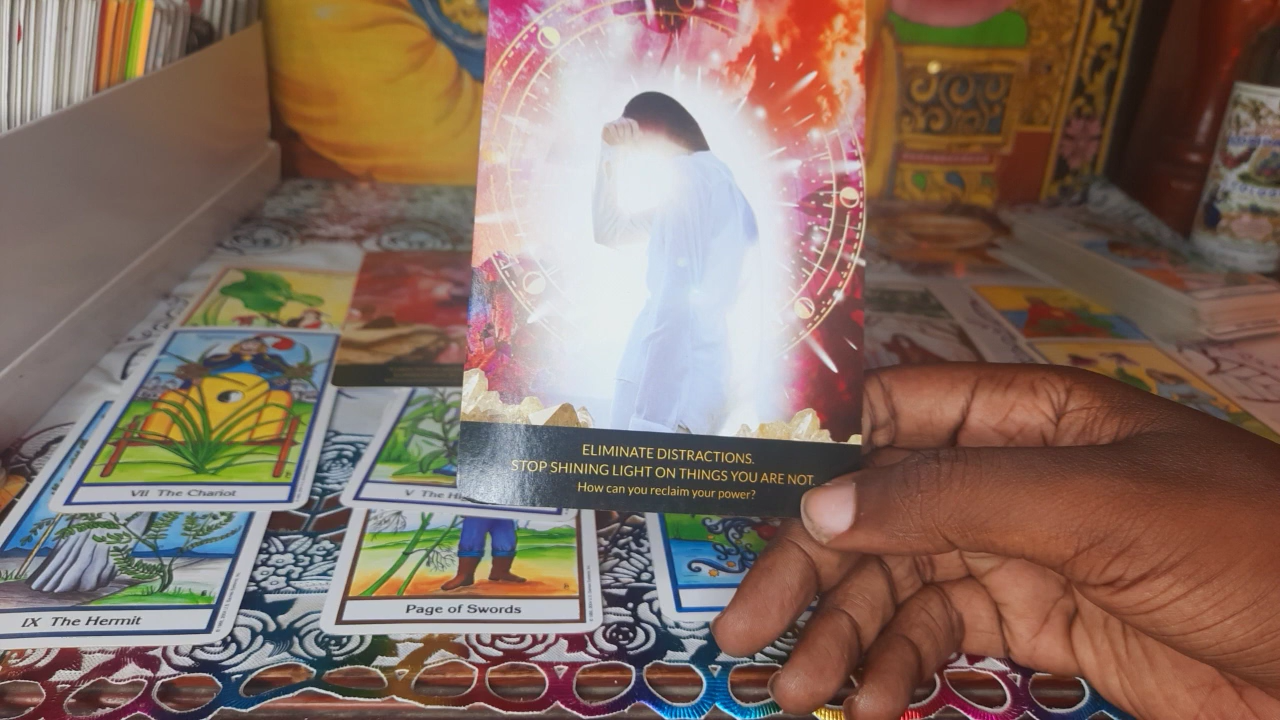 ELIMINATE DISTRACTIONS.
STOP SHINING LIGHT ON THINGS YOU ARE NOT.
How can you reclaim your power?
VII The Chariot
V The
Page of Swords
IX The Hermit